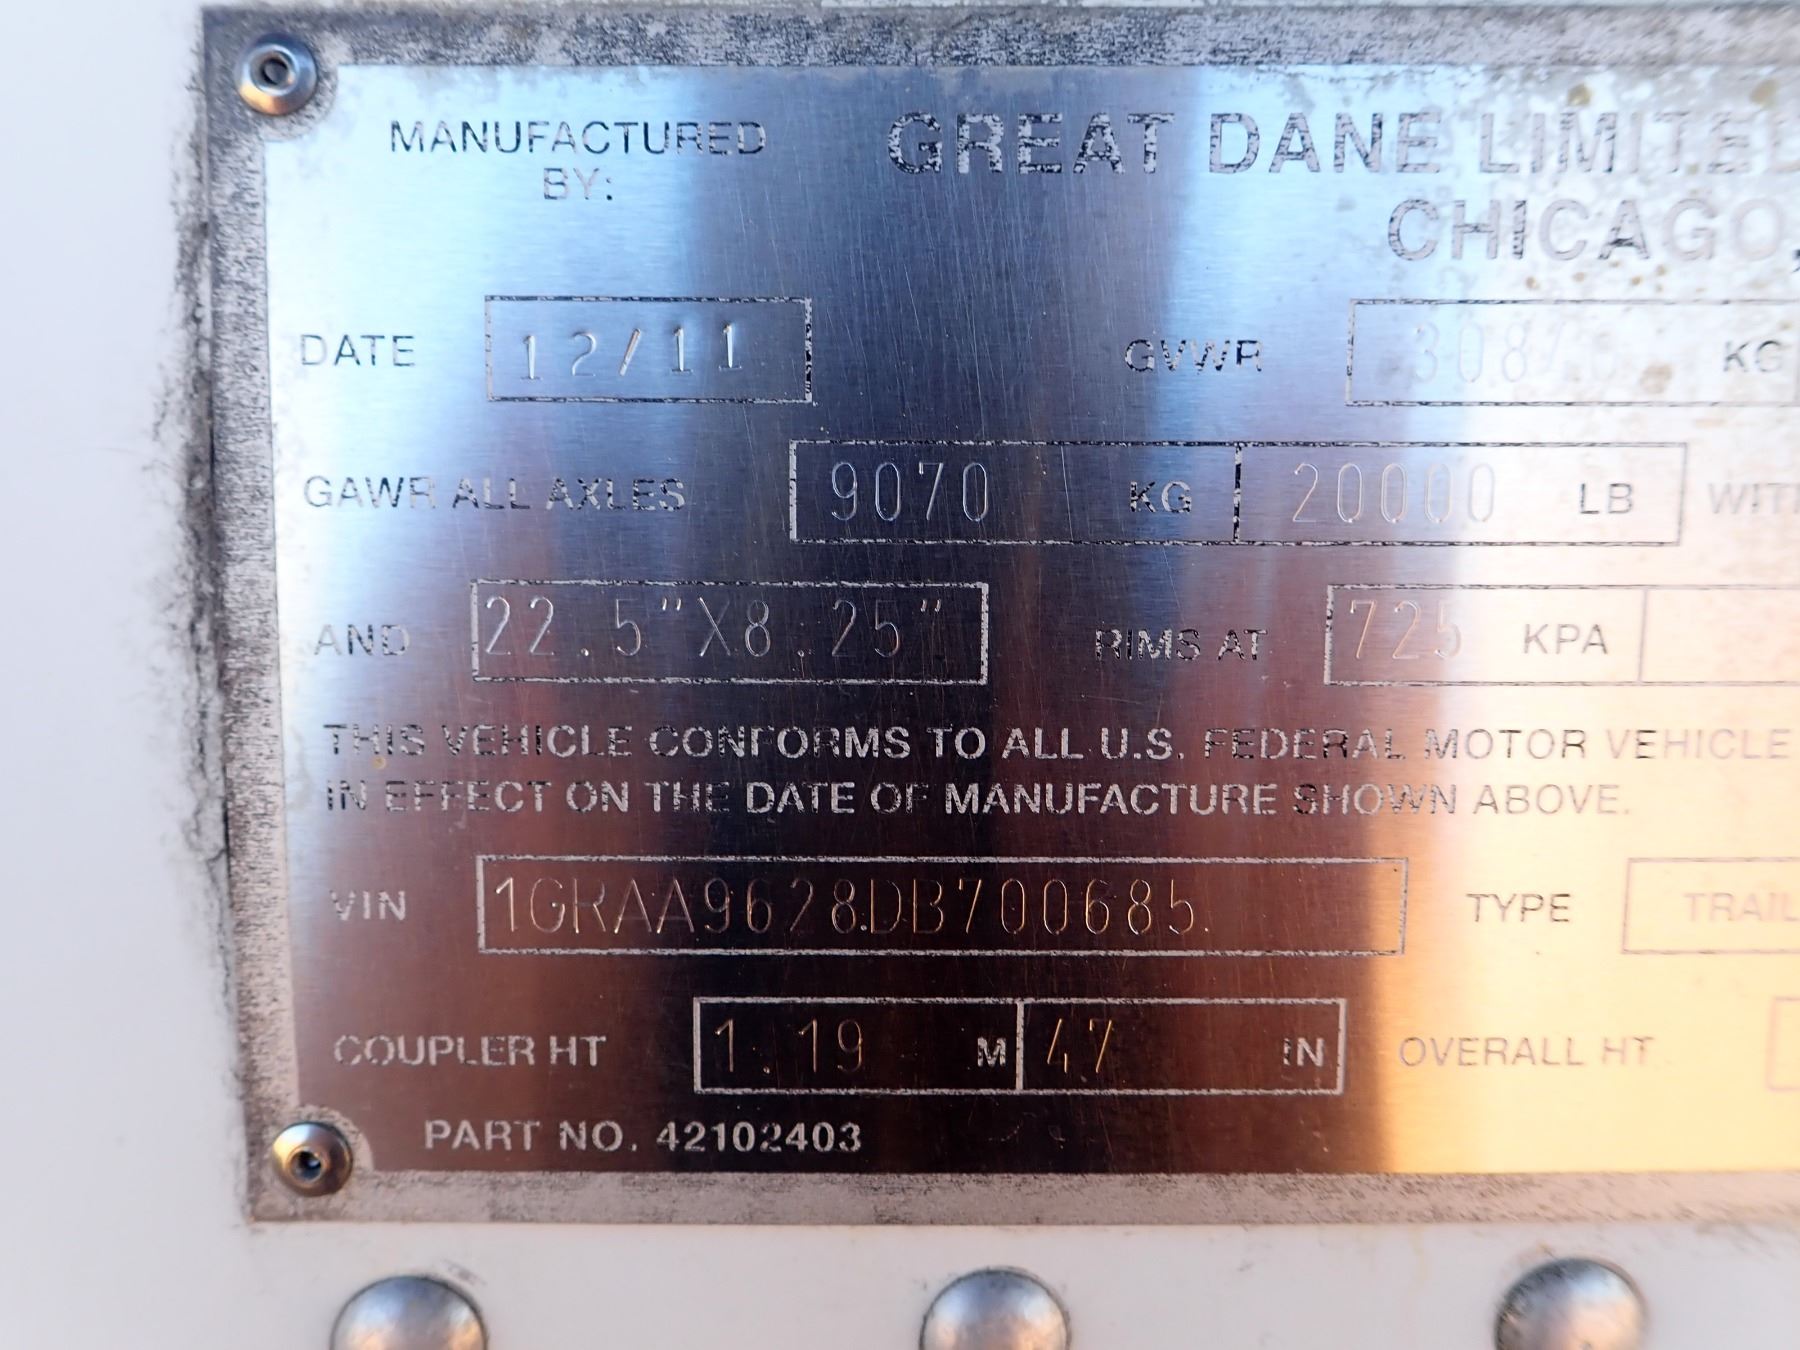 MANUFACTURED BY: GREAT DANE LIMITED
CHICAGO,
DATE 12/11 GVWR KG
GAWR ALL AXLES 9070 KG 20000 LB
AND 22.5"X8.25" RIMS AT 725 KPA
THIS VEHICLE CONFORMS TO ALL U.S. FEDERAL MOTOR VEHICLE
IN EFFECT ON THE DATE OF MANUFACTURE SHOWN ABOVE.
VIN 1GRAA9628DB700685 TYPE TRAIL
COUPLER HT 1.19 M 47 IN OVERALL HT
PART NO. 42102403